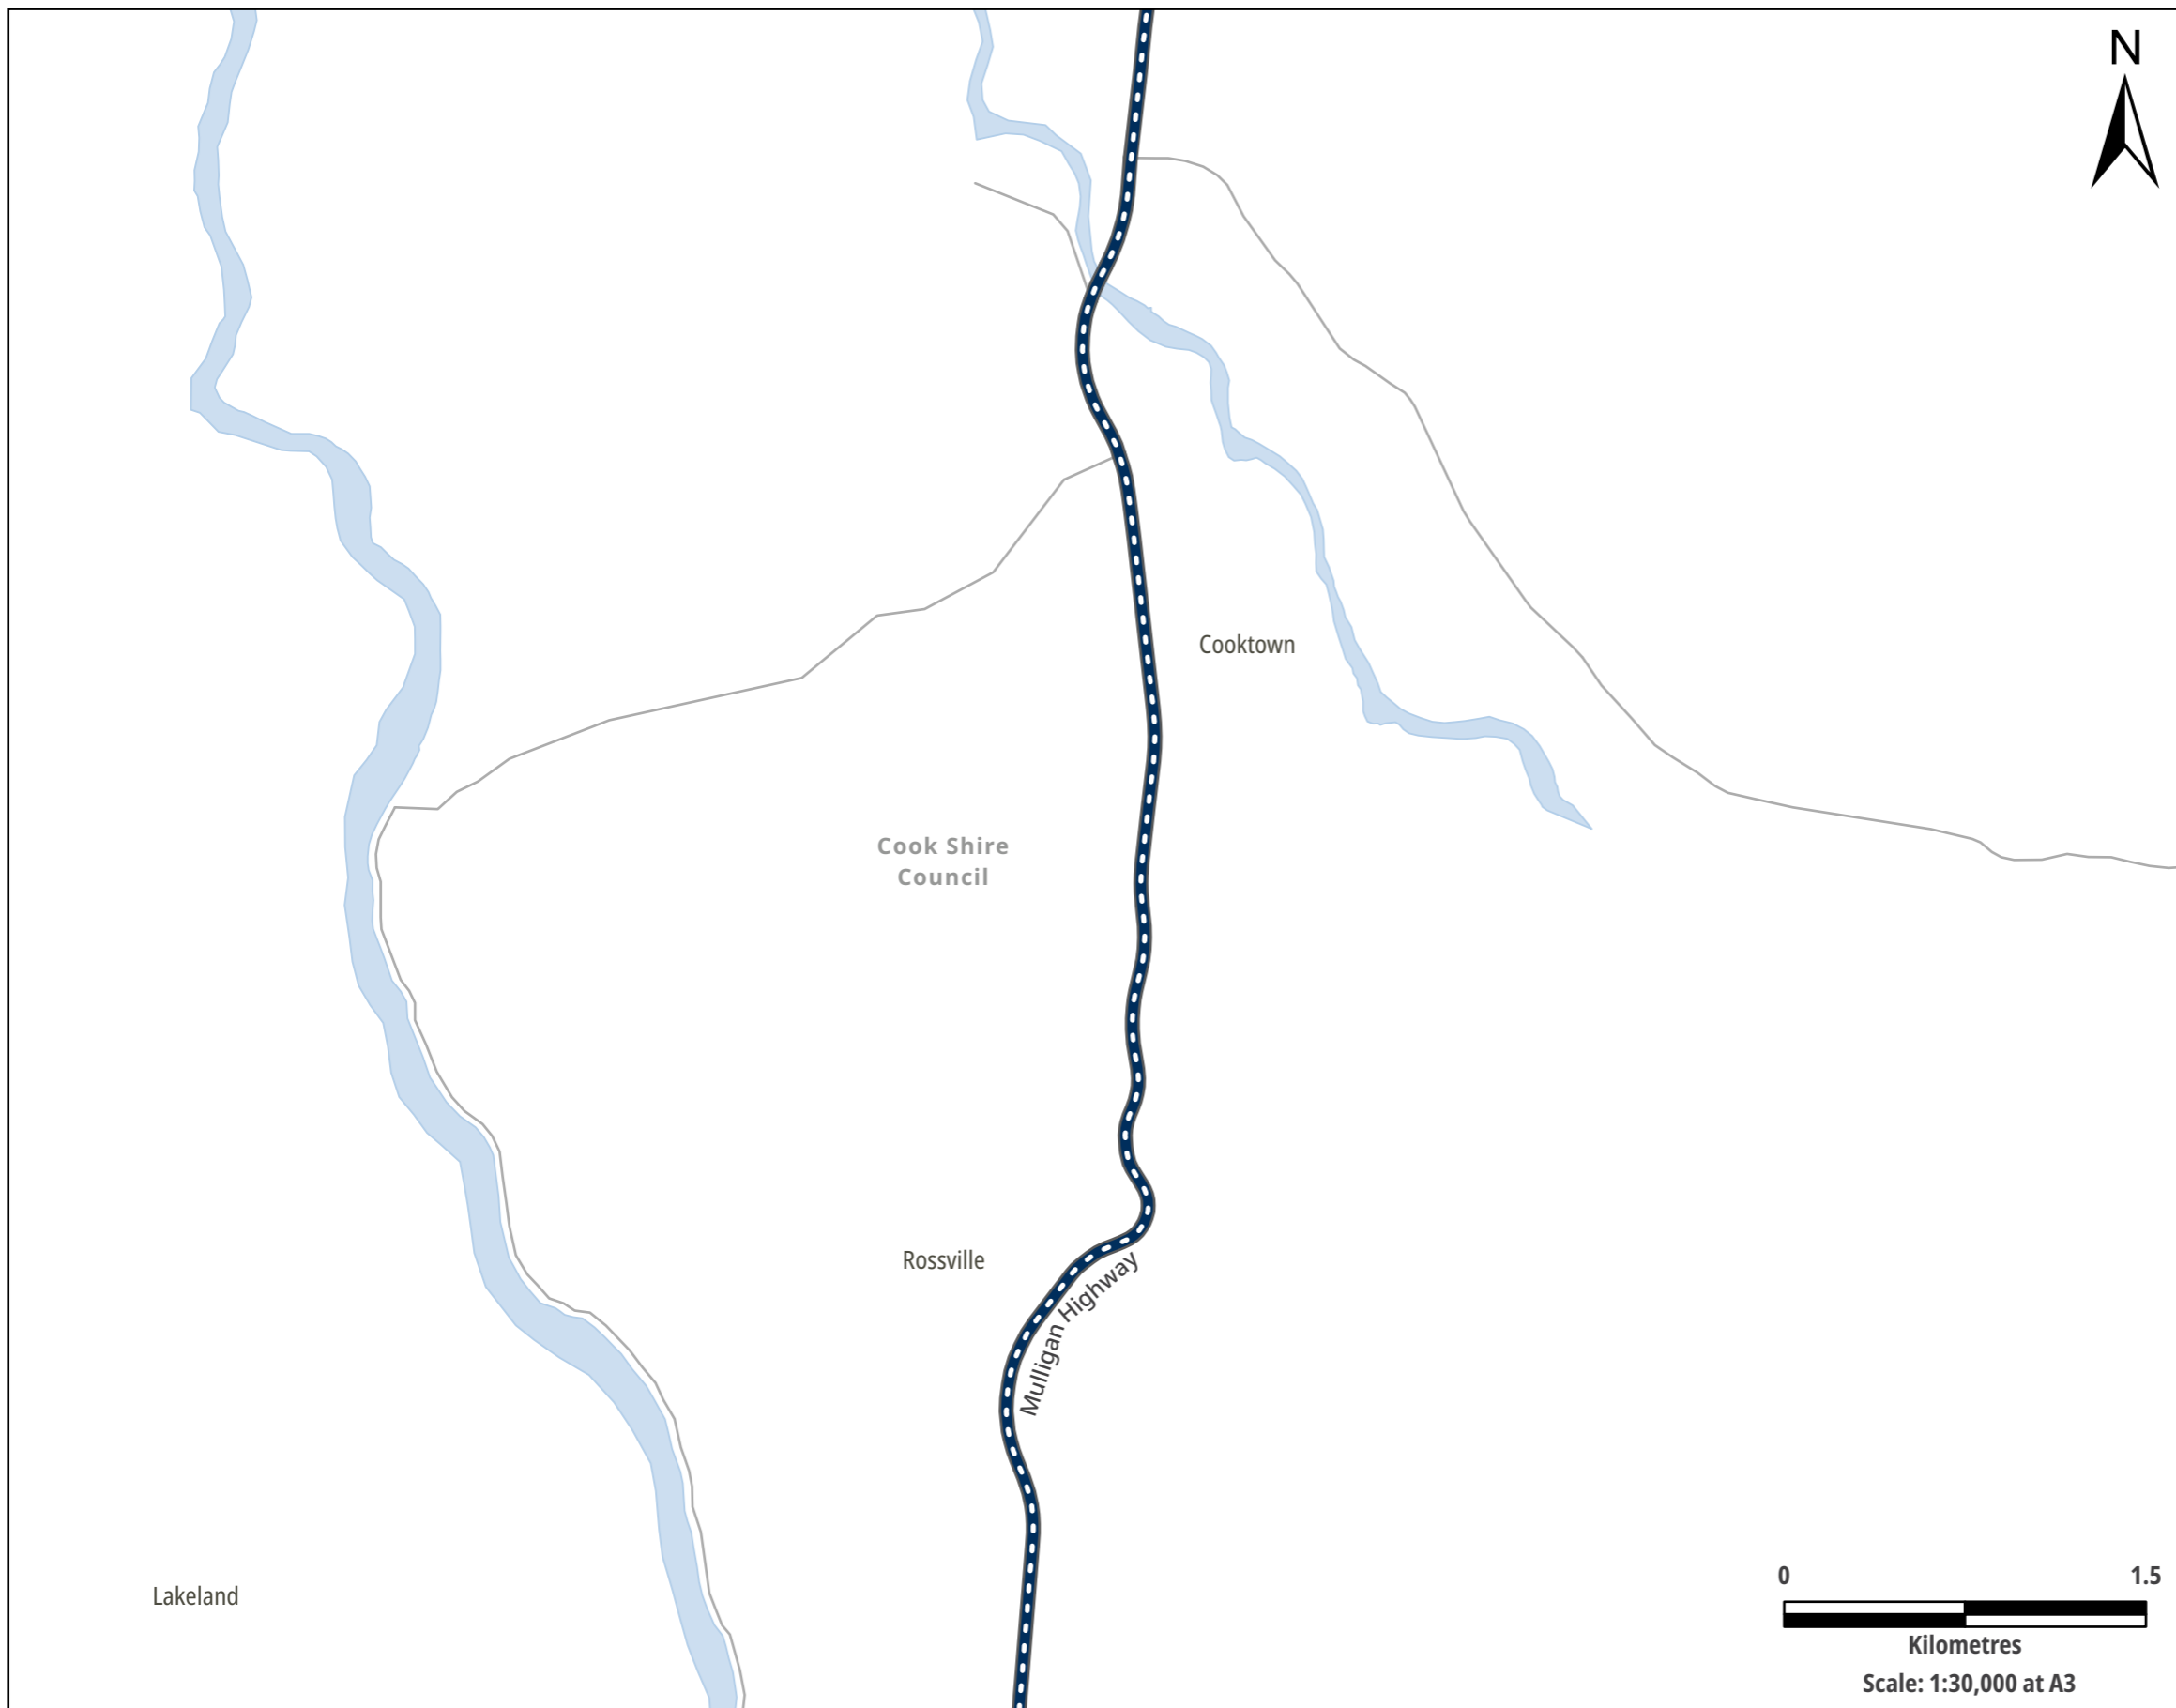 N
Cooktown
Cook Shire
Council
Rossville
Mulligan Highway
Lakeland
0 1.5
Kilometres
Scale: 1:30,000 at A3